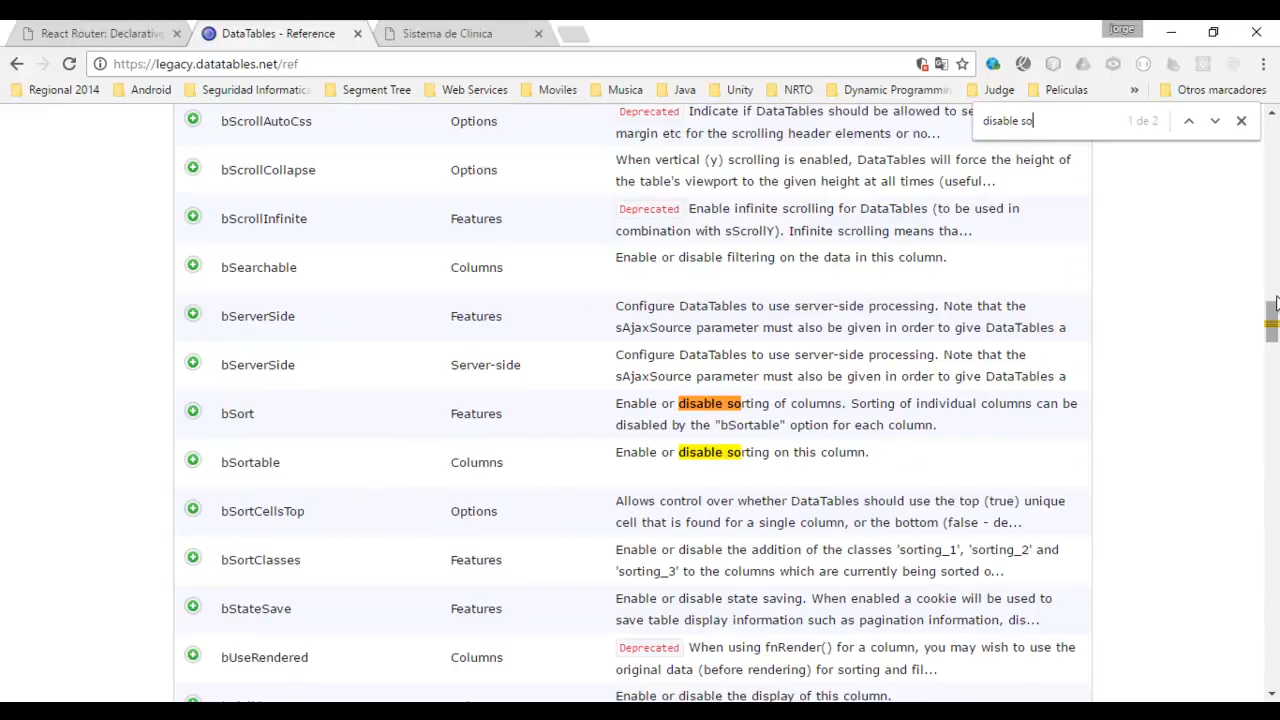 jorge
React Router: Declarative
DataTables - Reference
Sistema de Clinica
https://legacy.datatables.net/ref
Regional 2014
Android
Seguridad Informatic
Segment Tree
Web Services
Moviles
Musica
Java
Unity
NRTO
Dynamic Programmin
Judge
Peliculas
»
Otros marcadores
disable so
1 de 2
bScrollAutoCss Options Deprecated Indicate if DataTables should be allowed to se
margin etc for the scrolling header elements or no...
bScrollCollapse Options When vertical (y) scrolling is enabled, DataTables will force the height of
the table's viewport to the given height at all times (useful...
bScrollInfinite Features Deprecated Enable infinite scrolling for DataTables (to be used in
combination with sScrollY). Infinite scrolling means tha...
bSearchable Columns Enable or disable filtering on the data in this column.
bServerSide Features Configure DataTables to use server-side processing. Note that the
sAjaxSource parameter must also be given in order to give DataTables a
bServerSide Server-side Configure DataTables to use server-side processing. Note that the
sAjaxSource parameter must also be given in order to give DataTables a
bSort Features Enable or disable sorting of columns. Sorting of individual columns can be
disabled by the "bSortable" option for each column.
bSortable Columns Enable or disable sorting on this column.
bSortCellsTop Options Allows control over whether DataTables should use the top (true) unique
cell that is found for a single column, or the bottom (false - de...
bSortClasses Features Enable or disable the addition of the classes 'sorting_1', 'sorting_2' and
'sorting_3' to the columns which are currently being sorted o...
bStateSave Features Enable or disable state saving. When enabled a cookie will be used to
save table display information such as pagination information, dis...
bUseRendered Columns Deprecated When using fnRender() for a column, you may wish to use the
original data (before rendering) for sorting and fil...
Enable or disable the display of this column.